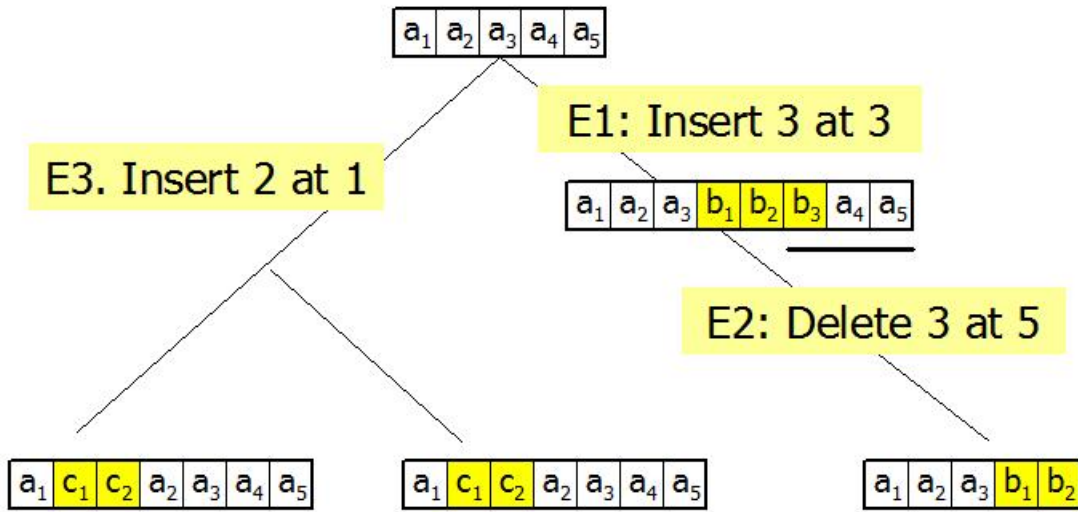 a₁ a₂ a₃ a₄ a₅
E1: Insert 3 at 3
E3. Insert 2 at 1
a₁ a₂ a₃ b₁ b₂ b₃ a₄ a₅
E2: Delete 3 at 5
a₁ c₁ c₂ a₂ a₃ a₄ a₅
a₁ c₁ c₂ a₂ a₃ a₄ a₅
a₁ a₂ a₃ b₁ b₂